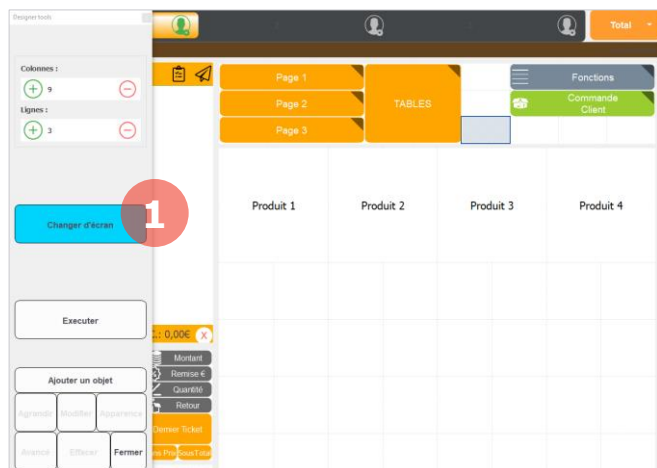 Designer tools
Total
Colonnes :
9
Lignes :
3
Page 1
Page 2
Page 3
TABLES
Fonctions
Commande
Client
Changer d'écran
1
Produit 1
Produit 2
Produit 3
Produit 4
Executer
: 0,00€ X
Montant
Remise €
Quantité
Retour
Ajouter un objet
Agrandir Modifier Apparence
Dernier Ticket
Avance Effacer Fermer
SousTotal